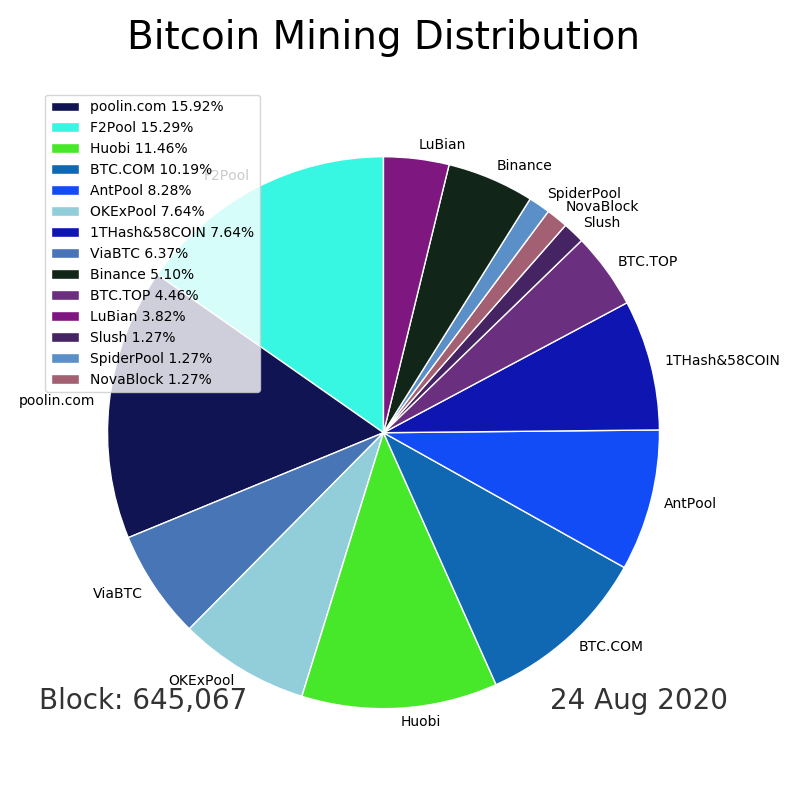 Bitcoin Mining Distribution
poolin.com 15.92%
F2Pool 15.29%
Huobi 11.46%
BTC.COM 10.19%
AntPool 8.28%
OKExPool 7.64%
1THash&58COIN 7.64%
ViaBTC 6.37%
Binance 5.10%
BTC.TOP 4.46%
LuBian 3.82%
Slush 1.27%
SpiderPool 1.27%
NovaBlock 1.27%
F2Pool
LuBian
Binance
SpiderPool
NovaBlock
Slush
BTC.TOP
1THash&58COIN
poolin.com
AntPool
ViaBTC
BTC.COM
OKExPool
Huobi
Block: 645,067
24 Aug 2020